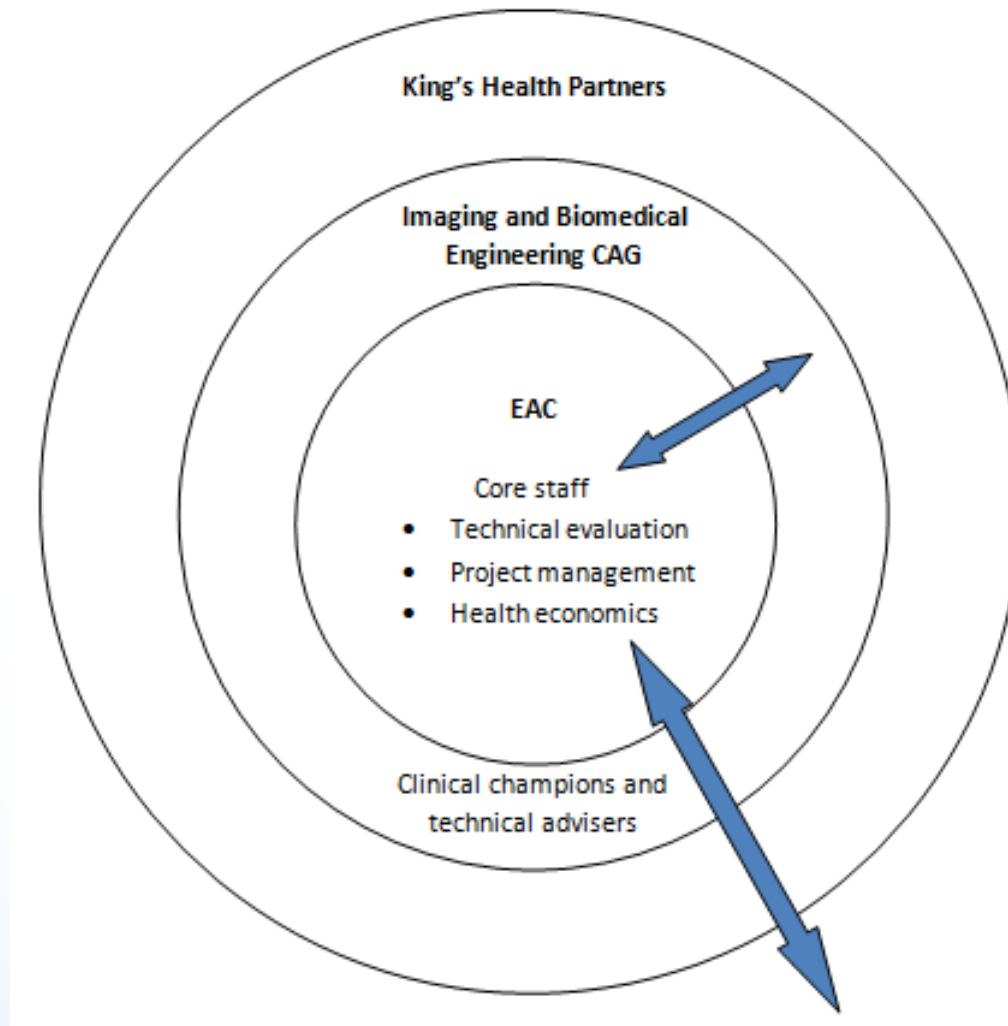 King's Health Partners
Imaging and Biomedical
Engineering CAG
EAC
Core staff
• Technical evaluation
• Project management
• Health economics
Clinical champions and
technical advisers